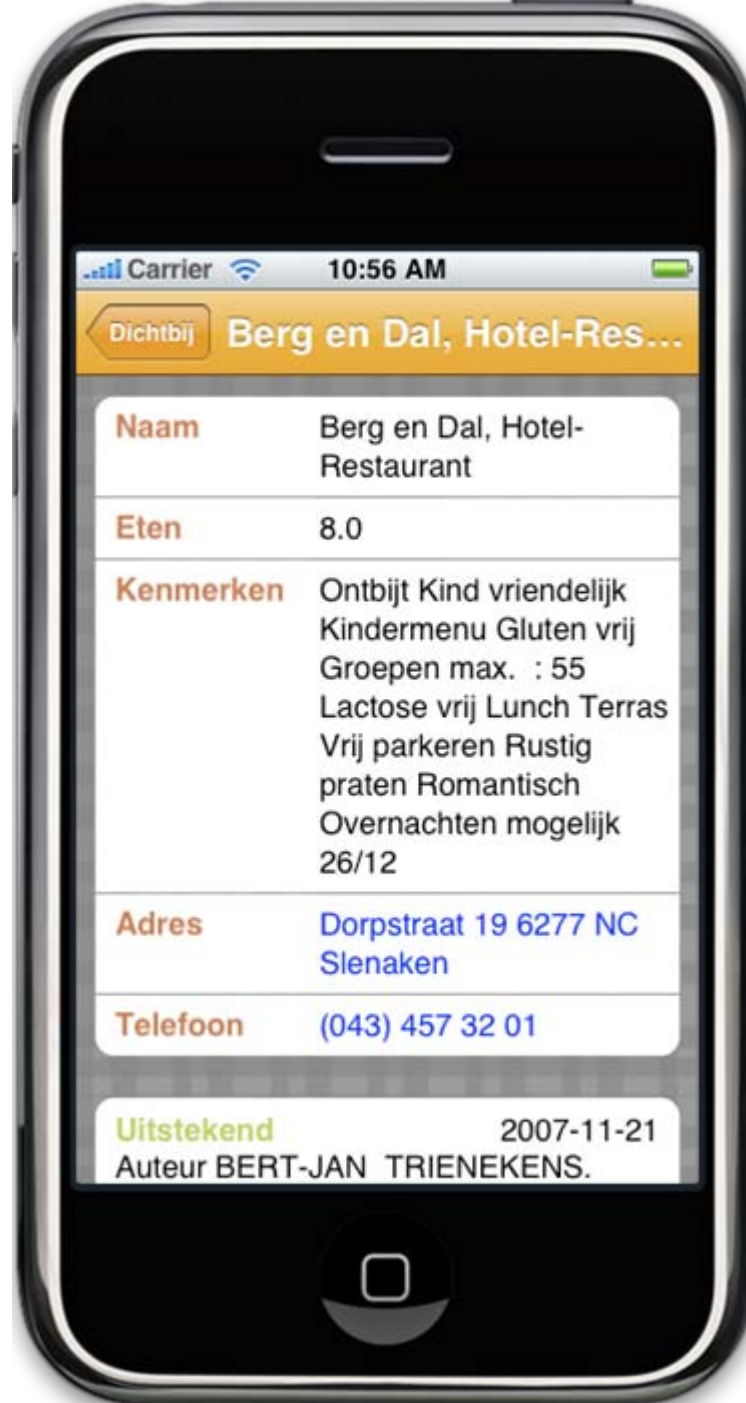 Carrier 10:56 AM
Dichtbij Berg en Dal, Hotel-Res...
Naam Berg en Dal, Hotel-
Restaurant
Eten 8.0
Kenmerken Ontbijt Kind vriendelijk
Kindermenu Gluten vrij
Groepen max. : 55
Lactose vrij Lunch Terras
Vrij parkeren Rustig
praten Romantisch
Overnachten mogelijk
26/12
Adres Dorpstraat 19 6277 NC
Slenaken
Telefoon (043) 457 32 01
Uitstekend 2007-11-21
Auteur BERT-JAN TRIENEKENS.